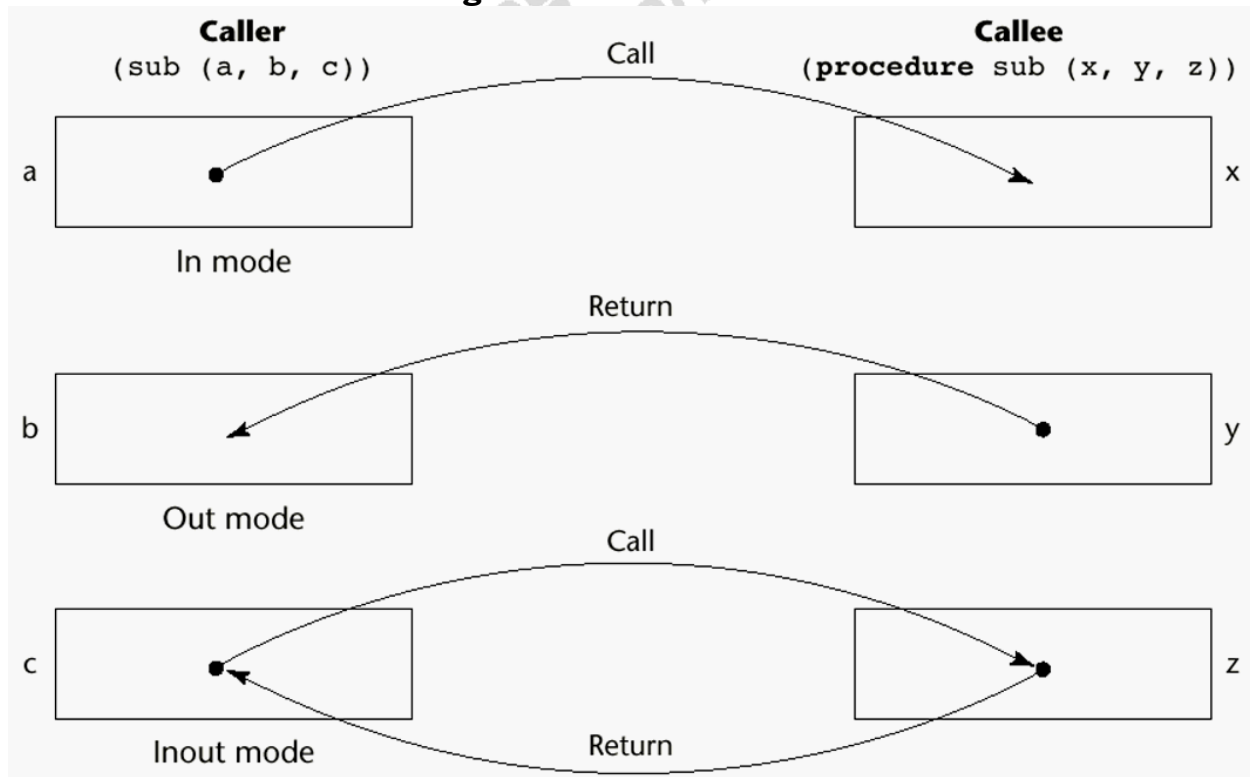 Caller
(sub (a, b, c))
Call
Callee
(procedure sub (x, y, z))
a
x
In mode
Return
b
y
Out mode
Call
c
z
Inout mode
Return